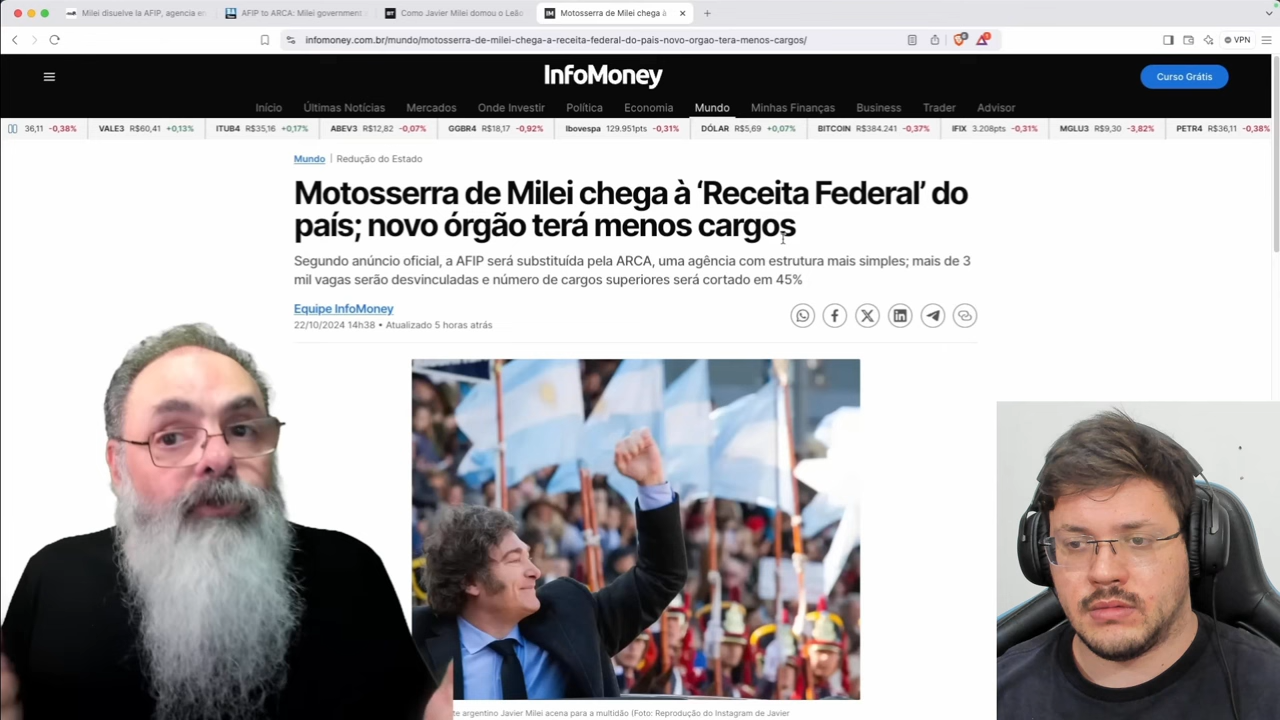 Milei disuelve la AFIP, agencia en
AFIP to ARCA: Milei government
Como Javier Milei domou o Leão
Motosserra de Milei chega à
infomoney.com.br/mundo/motosserra-de-milei-chega-a-receita-federal-do-pais-novo-orgao-tera-menos-cargos/
VPN
InfoMoney
Curso Grátis
Início Últimas Notícias Mercados Onde Investir Política Economia Mundo Minhas Finanças Business Trader Advisor
36,11 -0,38% VALE3 R$60,41 +0,13% ITUB4 R$35,16 +0,17% ABEV3 R$12,82 -0,07% GGBR4 R$18,17 -0,92% Ibovespa 129.951pts -0,31% DÓLAR R$5,69 +0,07% BITCOIN R$384.241 -0,37% IFIX 3.208pts -0,31% MGLU3 R$9,30 -3,82% PETR4 R$36,11 -0,38%
Mundo | Redução do Estado
Motosserra de Milei chega à ‘Receita Federal’ do
país; novo órgão terá menos cargos
Segundo anúncio oficial, a AFIP será substituída pela ARCA, uma agência com estrutura mais simples; mais de 3
mil vagas serão desvinculadas e número de cargos superiores será cortado em 45%
Equipe InfoMoney
22/10/2024 14h38 • Atualizado 5 horas atrás
te argentino Javier Milei acena para a multidão (Foto: Reprodução do Instagram de Javier